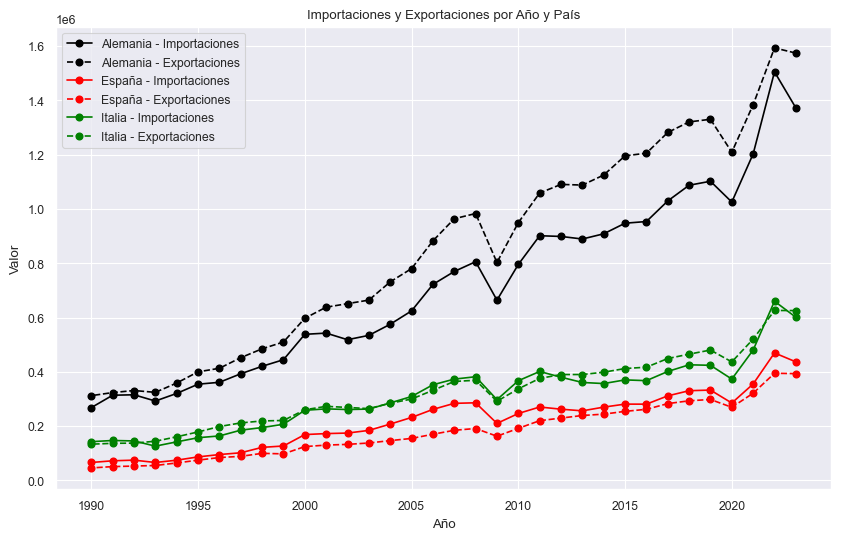 Importaciones y Exportaciones por Año y País
1e6
Alemania - Importaciones
Alemania - Exportaciones
España - Importaciones
España - Exportaciones
Italia - Importaciones
Italia - Exportaciones
1.6
1.4
1.2
1.0
0.8
0.6
0.4
0.2
0.0
Valor
1990 1995 2000 2005 2010 2015 2020
Año